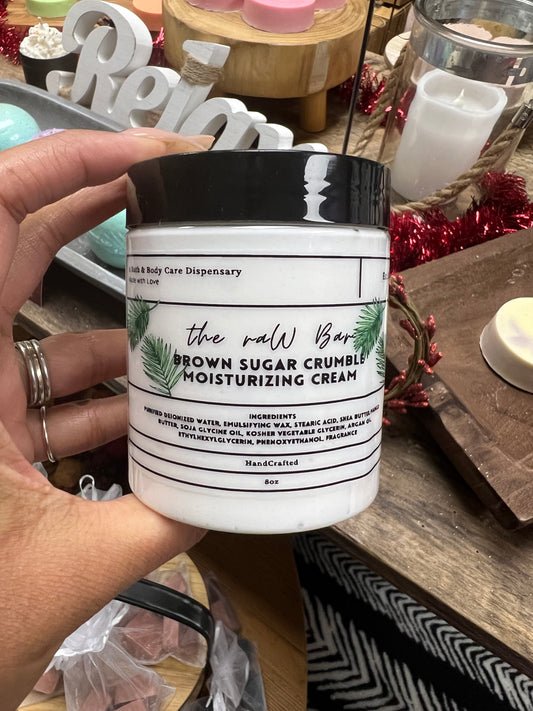 Relax
Bath & Body Care Dispensary
Made with Love
the raW Bar
BROWN SUGAR CRUMBLE
MOISTURIZING CREAM
INGREDIENTS
PURIFIED DEIONIZED WATER, EMULSIFYING WAX, STEARIC ACID, SHEA BUTTER, MANGO
BUTTER, SOJA GLYCINE OIL, KOSHER VEGETABLE GLYCERIN, ARGAN OIL
ETHYLHEXYLGLYCERIN, PHENOXYETHANOL, FRAGRANCE
HandCrafted
8oz